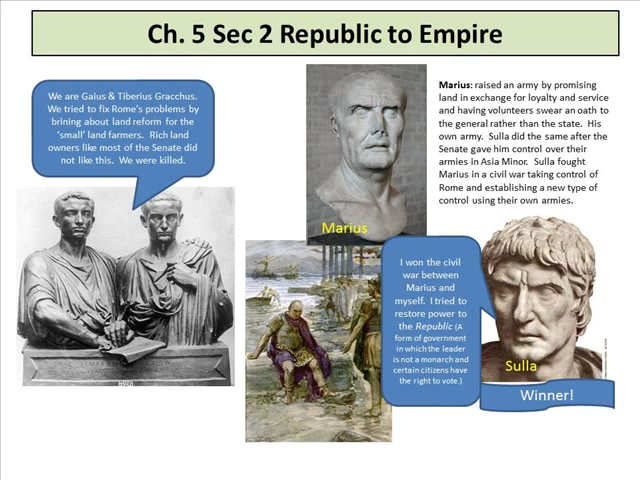 Ch. 5 Sec 2 Republic to Empire
We are Gaius & Tiberius Gracchus.
We tried to fix Rome's problems by
brining about land reform for the
'small' land farmers.  Rich land
owners like most of the Senate did
not like this.  We were killed.
Marius: raised an army by promising
land in exchange for loyalty and service
and having volunteers swear an oath to
the general rather than the state.  His
own army.  Sulla did the same after the
Senate gave him control over their
armies in Asia Minor.  Sulla fought
Marius in a civil war taking control of
Rome and establishing a new type of
control using their own armies.
Marius
I won the civil
war between
Marius and
myself.  I tried to
restore power to
the Republic (A
form of government
in which the leader
is not a monarch and
certain citizens have
the right to vote.)
Sulla
Winner!